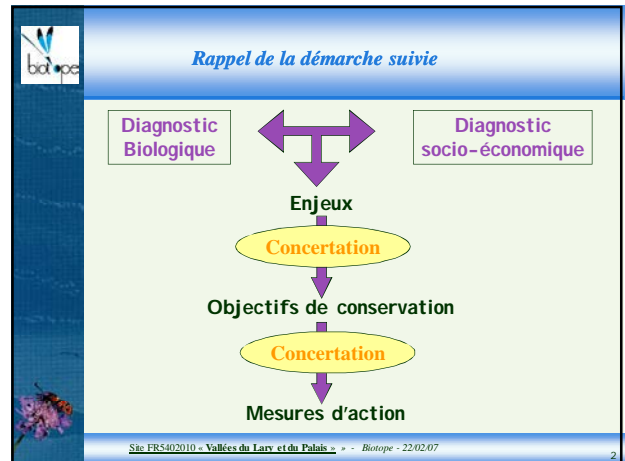 biotope
Rappel de la démarche suivie
Diagnostic
Biologique
Diagnostic
socio-économique
Enjeux
Concertation
Objectifs de conservation
Concertation
Mesures d'action
Site FR5402010 « Vallées du Lary et du Palais » » - Biotope - 22/02/07
2